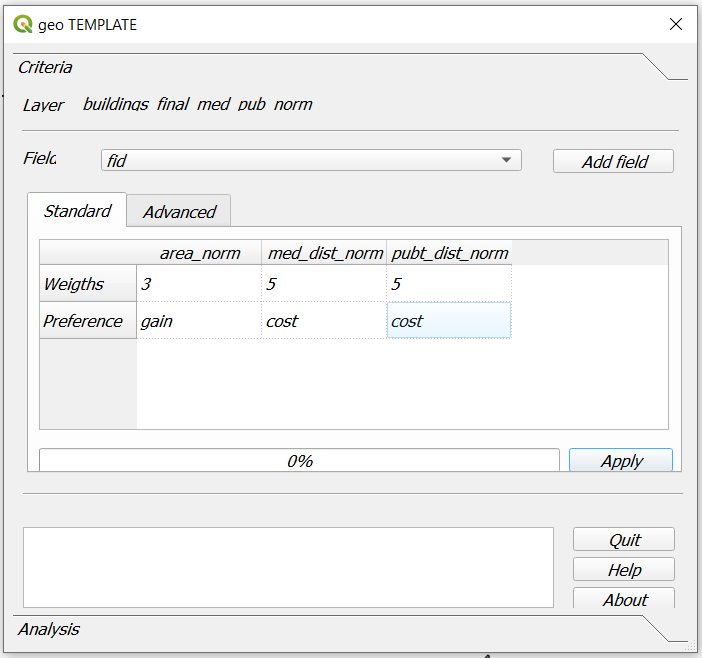 geo TEMPLATE
Criteria
Layer buildings_final_med_pub_norm
Field fid Add field
Standard Advanced
area_norm med_dist_norm pubt_dist_norm
Weigths 3 5 5
Preference gain cost cost
0% Apply
Quit
Help
About
Analysis